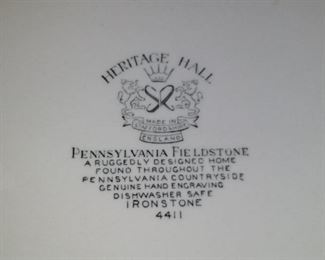 HERITAGE HALL
MADE IN
STAFFORDSHIRE
ENGLAND
PENNSYLVANIA FIELDSTONE
A RUGGEDLY DESIGNED HOME
FOUND THROUGHOUT THE
PENNSYLVANIA COUNTRYSIDE
GENUINE HAND ENGRAVING
DISHWASHER SAFE
IRONSTONE
4411